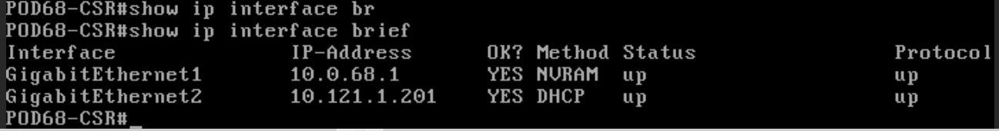 POD68-CSR#show ip interface br
POD68-CSR#show ip interface brief
Interface              IP-Address      OK? Method Status                Protocol
GigabitEthernet1       10.0.68.1       YES NVRAM  up                    up
GigabitEthernet2       10.121.1.201    YES DHCP   up                    up
POD68-CSR#_